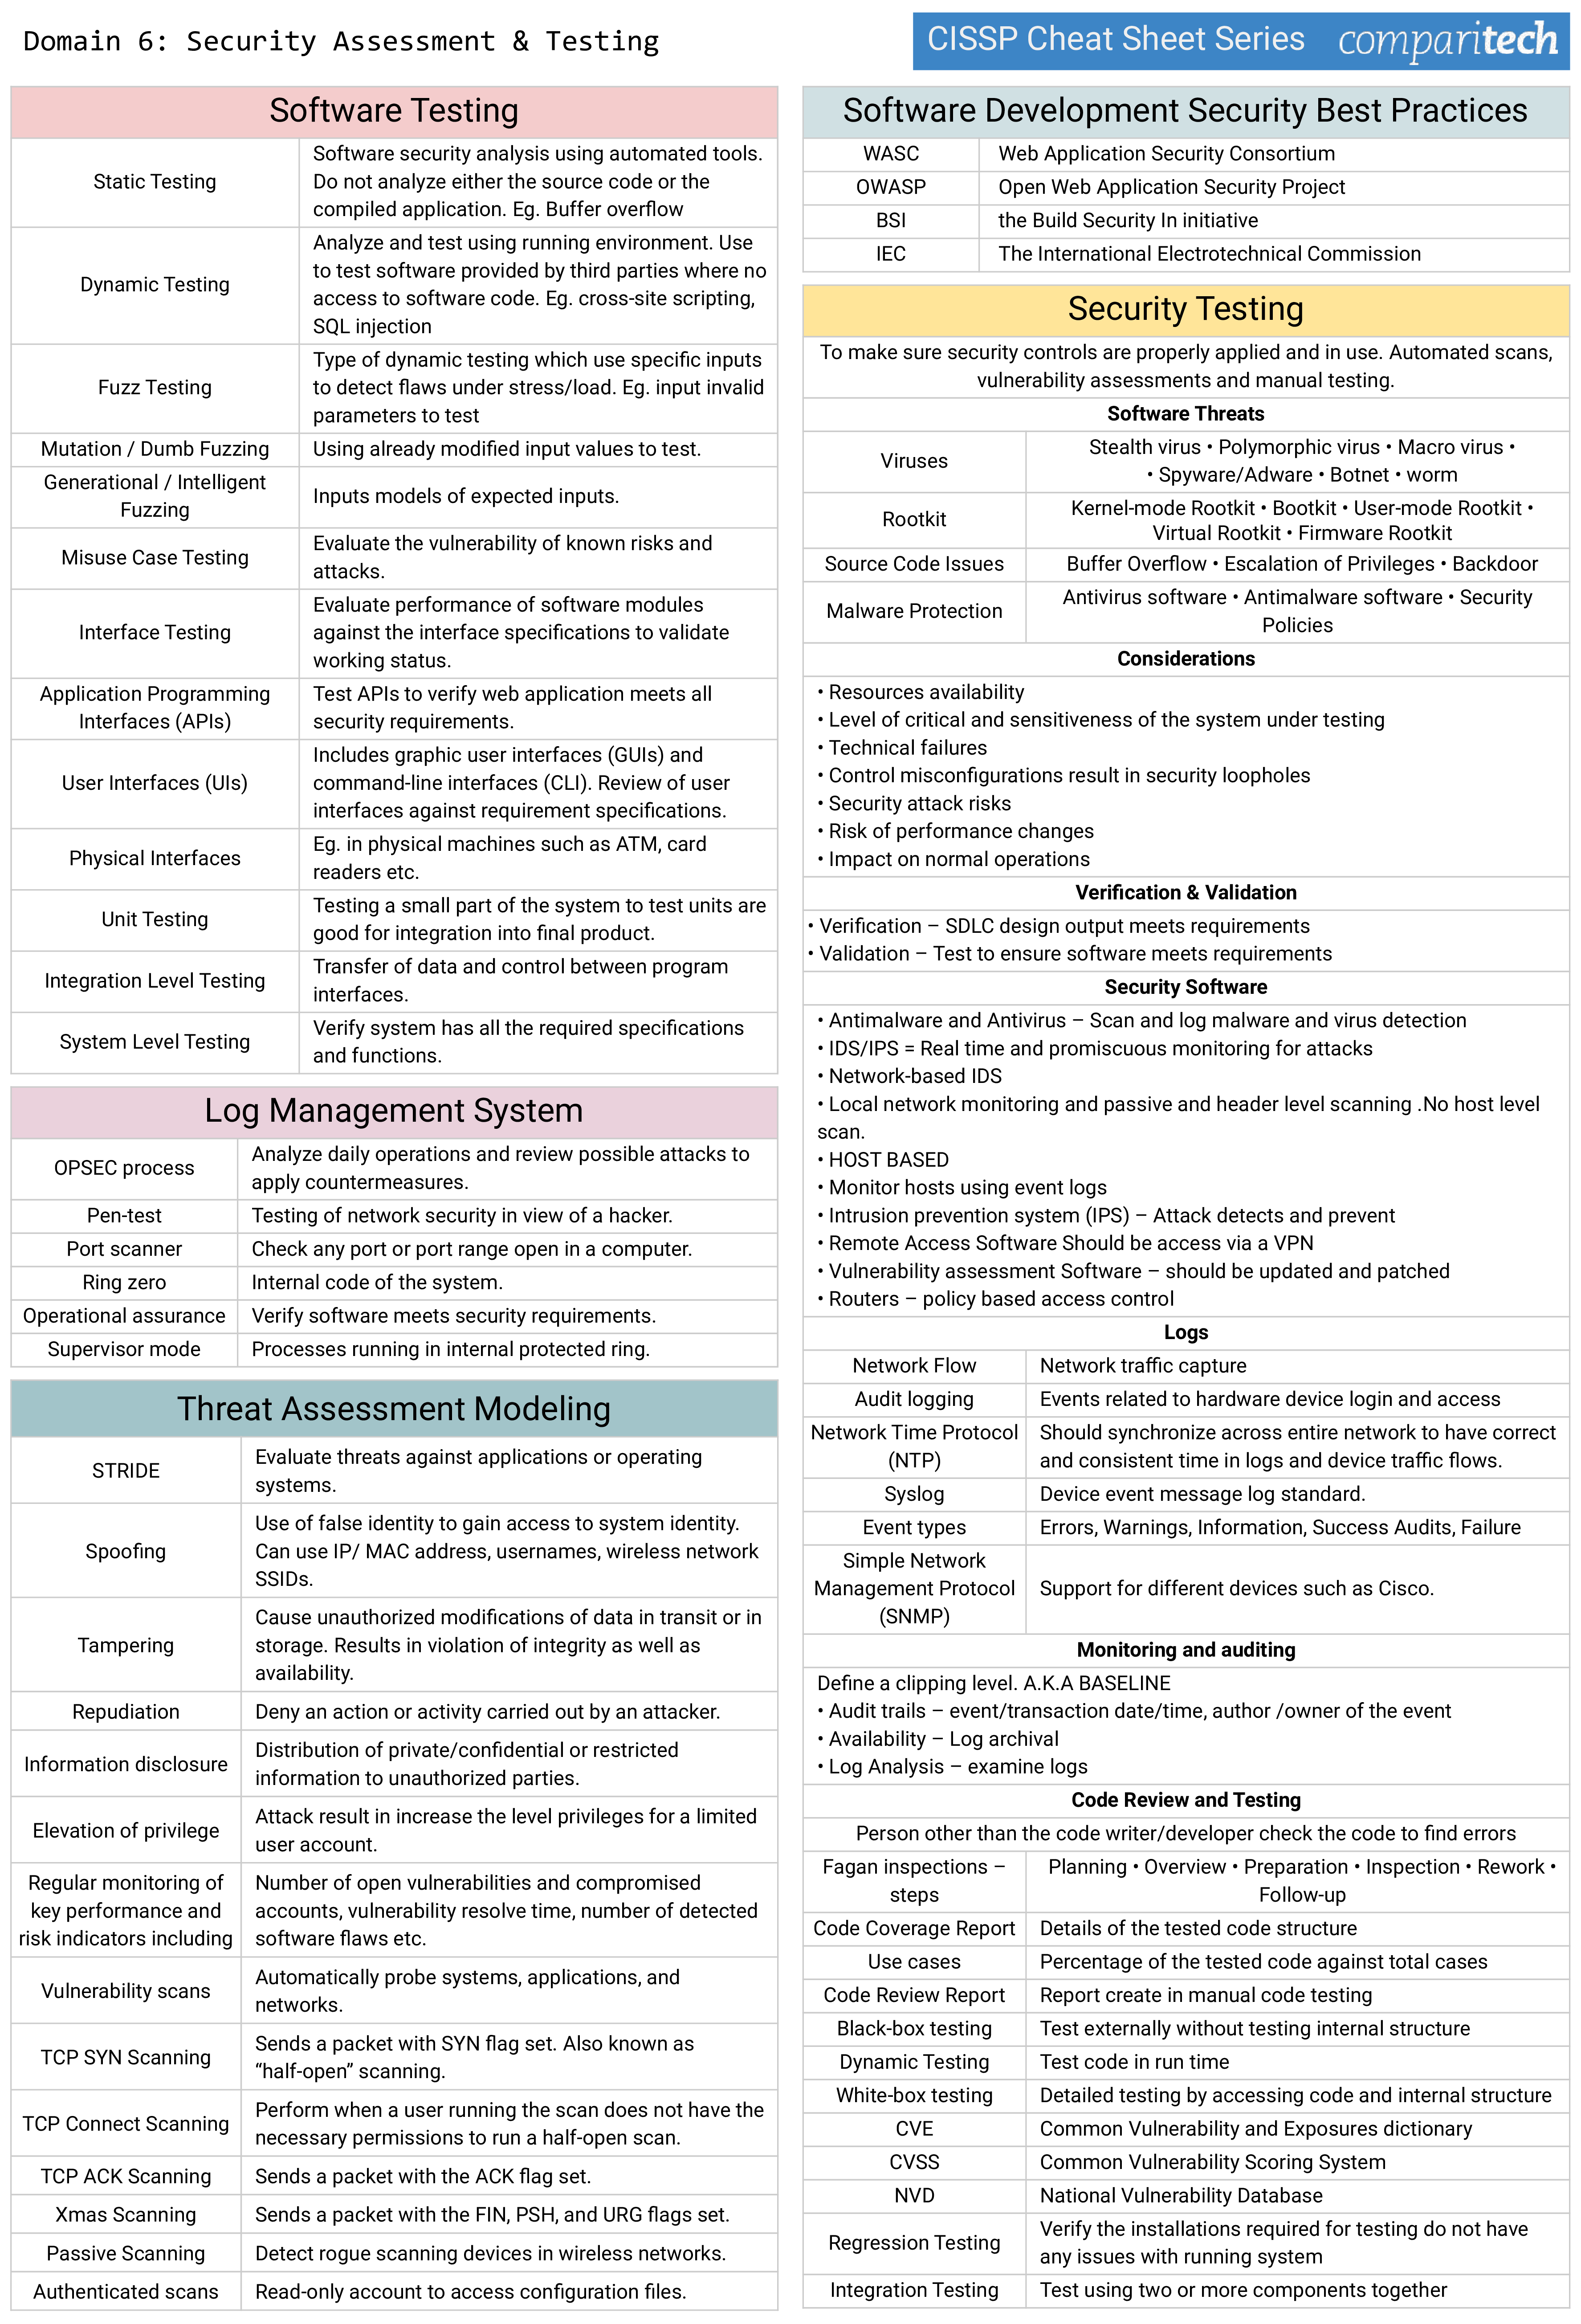 Domain 6: Security Assessment & Testing
CISSP Cheat Sheet Series comparitech
Software Testing
Static Testing
Software security analysis using automated tools.
Do not analyze either the source code or the
compiled application. Eg. Buffer overflow
Dynamic Testing
Analyze and test using running environment. Use
to test software provided by third parties where no
access to software code. Eg. cross-site scripting,
SQL injection
Fuzz Testing
Type of dynamic testing which use specific inputs
to detect flaws under stress/load. Eg. input invalid
parameters to test
Mutation / Dumb Fuzzing
Using already modified input values to test.
Generational / Intelligent
Fuzzing
Inputs models of expected inputs.
Misuse Case Testing
Evaluate the vulnerability of known risks and
attacks.
Interface Testing
Evaluate performance of software modules
against the interface specifications to validate
working status.
Application Programming
Interfaces (APIs)
Test APIs to verify web application meets all
security requirements.
User Interfaces (UIs)
Includes graphic user interfaces (GUIs) and
command-line interfaces (CLI). Review of user
interfaces against requirement specifications.
Physical Interfaces
Eg. in physical machines such as ATM, card
readers etc.
Unit Testing
Testing a small part of the system to test units are
good for integration into final product.
Integration Level Testing
Transfer of data and control between program
interfaces.
System Level Testing
Verify system has all the required specifications
and functions.
Log Management System
OPSEC process
Analyze daily operations and review possible attacks to
apply countermeasures.
Pen-test
Testing of network security in view of a hacker.
Port scanner
Check any port or port range open in a computer.
Ring zero
Internal code of the system.
Operational assurance
Verify software meets security requirements.
Supervisor mode
Processes running in internal protected ring.
Threat Assessment Modeling
STRIDE
Evaluate threats against applications or operating
systems.
Spoofing
Use of false identity to gain access to system identity.
Can use IP/ MAC address, usernames, wireless network
SSIDs.
Tampering
Cause unauthorized modifications of data in transit or in
storage. Results in violation of integrity as well as
availability.
Repudiation
Deny an action or activity carried out by an attacker.
Information disclosure
Distribution of private/confidential or restricted
information to unauthorized parties.
Elevation of privilege
Attack result in increase the level privileges for a limited
user account.
Regular monitoring of
key performance and
risk indicators including
Number of open vulnerabilities and compromised
accounts, vulnerability resolve time, number of detected
software flaws etc.
Vulnerability scans
Automatically probe systems, applications, and
networks.
TCP SYN Scanning
Sends a packet with SYN flag set. Also known as
“half-open” scanning.
TCP Connect Scanning
Perform when a user running the scan does not have the
necessary permissions to run a half-open scan.
TCP ACK Scanning
Sends a packet with the ACK flag set.
Xmas Scanning
Sends a packet with the FIN, PSH, and URG flags set.
Passive Scanning
Detect rogue scanning devices in wireless networks.
Authenticated scans
Read-only account to access configuration files.
Software Development Security Best Practices
WASC
Web Application Security Consortium
OWASP
Open Web Application Security Project
BSI
the Build Security In initiative
IEC
The International Electrotechnical Commission
Security Testing
To make sure security controls are properly applied and in use. Automated scans,
vulnerability assessments and manual testing.
Software Threats
Viruses
Stealth virus • Polymorphic virus • Macro virus •
• Spyware/Adware • Botnet • worm
Rootkit
Kernel-mode Rootkit • Bootkit • User-mode Rootkit •
Virtual Rootkit • Firmware Rootkit
Source Code Issues
Buffer Overflow • Escalation of Privileges • Backdoor
Malware Protection
Antivirus software • Antimalware software • Security
Policies
Considerations
• Resources availability
• Level of critical and sensitiveness of the system under testing
• Technical failures
• Control misconfigurations result in security loopholes
• Security attack risks
• Risk of performance changes
• Impact on normal operations
Verification & Validation
• Verification – SDLC design output meets requirements
• Validation – Test to ensure software meets requirements
Security Software
• Antimalware and Antivirus – Scan and log malware and virus detection
• IDS/IPS = Real time and promiscuous monitoring for attacks
• Network-based IDS
• Local network monitoring and passive and header level scanning .No host level
scan.
• HOST BASED
• Monitor hosts using event logs
• Intrusion prevention system (IPS) – Attack detects and prevent
• Remote Access Software Should be access via a VPN
• Vulnerability assessment Software – should be updated and patched
• Routers – policy based access control
Logs
Network Flow
Network traffic capture
Audit logging
Events related to hardware device login and access
Network Time Protocol
(NTP)
Should synchronize across entire network to have correct
and consistent time in logs and device traffic flows.
Syslog
Device event message log standard.
Event types
Errors, Warnings, Information, Success Audits, Failure
Simple Network
Management Protocol
(SNMP)
Support for different devices such as Cisco.
Monitoring and auditing
Define a clipping level. A.K.A BASELINE
• Audit trails – event/transaction date/time, author /owner of the event
• Availability – Log archival
• Log Analysis – examine logs
Code Review and Testing
Person other than the code writer/developer check the code to find errors
Fagan inspections –
steps
Planning • Overview • Preparation • Inspection • Rework •
Follow-up
Code Coverage Report
Details of the tested code structure
Use cases
Percentage of the tested code against total cases
Code Review Report
Report create in manual code testing
Black-box testing
Test externally without testing internal structure
Dynamic Testing
Test code in run time
White-box testing
Detailed testing by accessing code and internal structure
CVE
Common Vulnerability and Exposures dictionary
CVSS
Common Vulnerability Scoring System
NVD
National Vulnerability Database
Regression Testing
Verify the installations required for testing do not have
any issues with running system
Integration Testing
Test using two or more components together